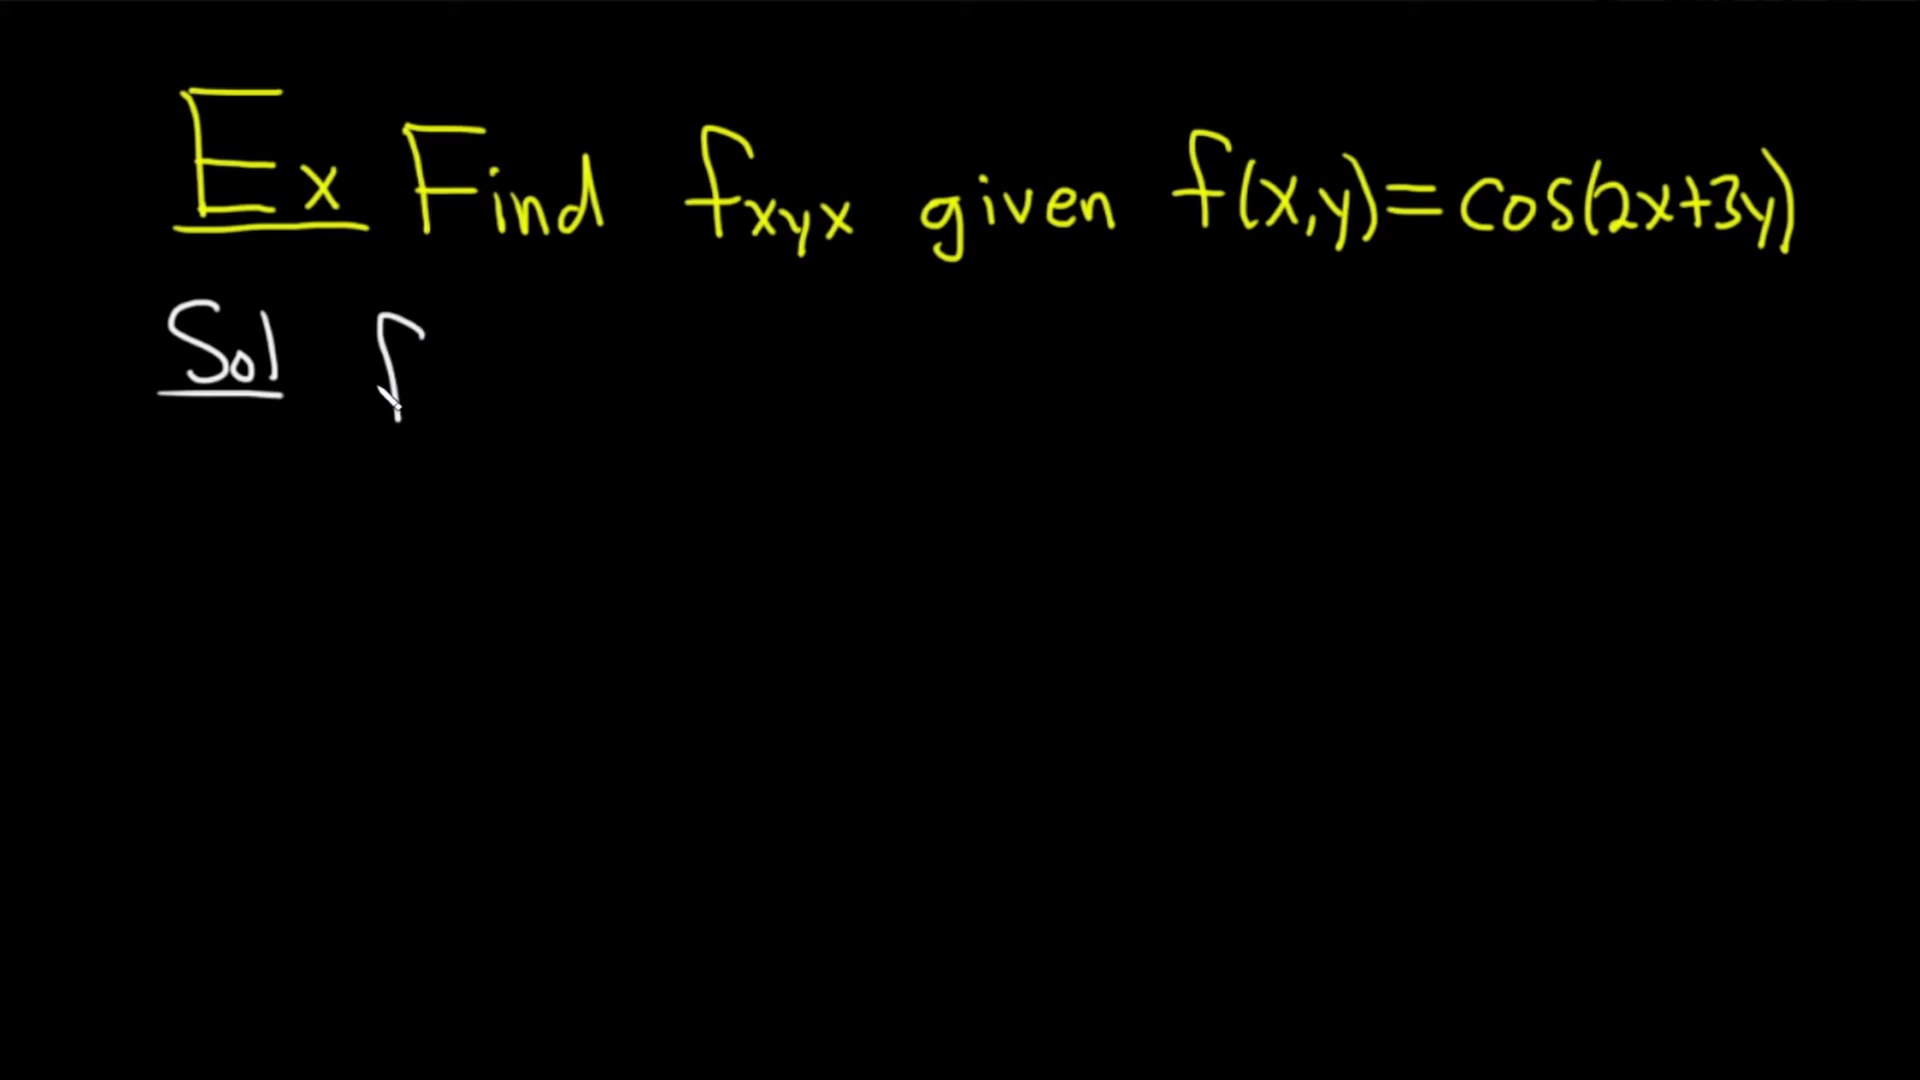 Ex Find fxyx given f(x,y)=cos(2x+3y)
Sol f